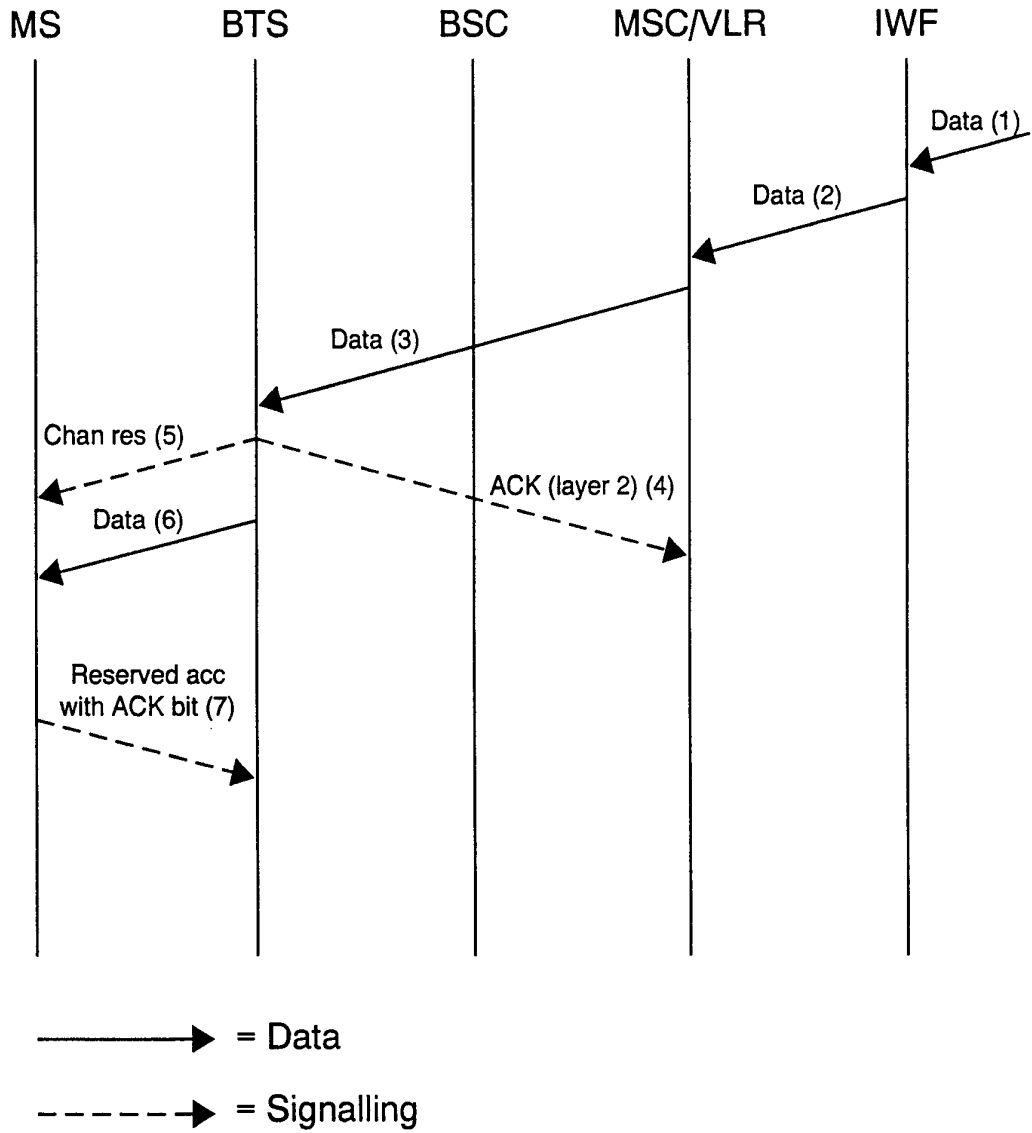 MS BTS BSC MSC/VLR IWF
Data (1)
Data (2)
Data (3)
Chan res (5)
ACK (layer 2) (4)
Data (6)
Reserved acc
with ACK bit (7)
= Data
= Signalling